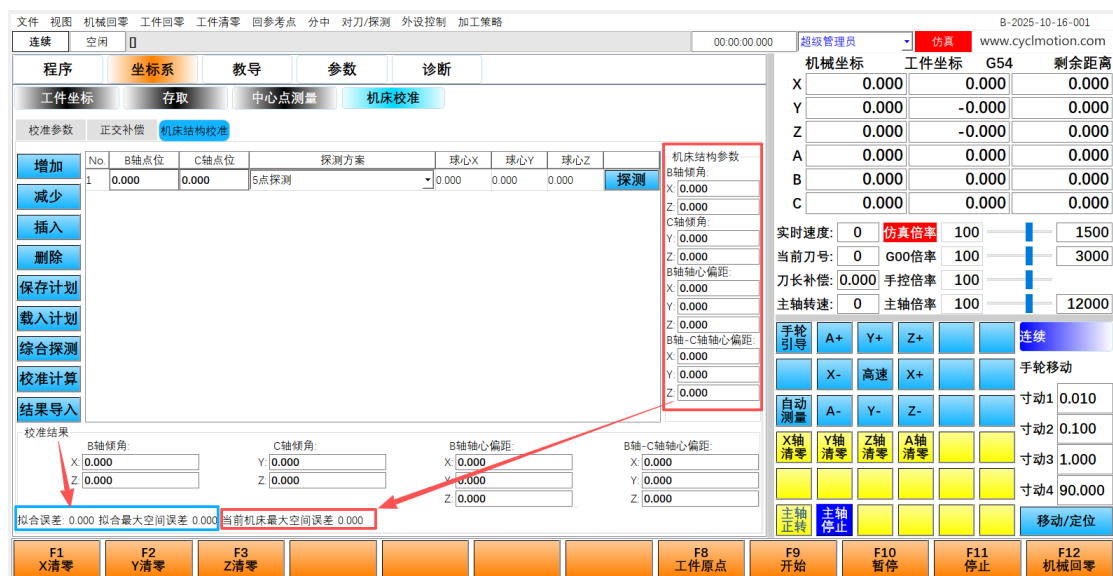 文件 视图 机械回零 工件回零 工件清零 回参考点 分中 对刀/探测 外设控制 加工策略 B-2025-10-16-001
连续 空闲 [] 00:00:00.000 超级管理员 仿真 www.cyclmotion.com
程序 坐标系 教导 参数 诊断
工件坐标 存取 中心点测量 机床校准
校准参数 正交补偿 机床结构校准
增加
减少
插入
删除
保存计划
载入计划
综合探测
校准计算
结果导入
No. B轴点位 C轴点位 探测方案 球心X 球心Y 球心Z
1 0.000 0.000 5点探测 0.000 0.000 0.000 探测
机床结构参数
B轴倾角:
X: 0.000
Z: 0.000
C轴倾角:
Y: 0.000
Z: 0.000
B轴轴心偏距:
X: 0.000
Y: 0.000
Z: 0.000
B轴-C轴轴心偏距:
X: 0.000
Y: 0.000
Z: 0.000
校准结果
B轴倾角: C轴倾角: B轴轴心偏距: B轴-C轴轴心偏距:
X: 0.000 Y: 0.000 X: 0.000 X: 0.000
Z: 0.000 Z: 0.000 Y: 0.000 Y: 0.000
Z: 0.000 Z: 0.000
拟合误差: 0.000 拟合最大空间误差 0.000 当前机床最大空间误差 0.000
机械坐标 工件坐标 G54 剩余距离
X 0.000 0.000 0.000
Y 0.000 -0.000 0.000
Z 0.000 -0.000 0.000
A 0.000 0.000 0.000
B 0.000 0.000 0.000
C 0.000 0.000 0.000
实时速度: 0 仿真倍率 100 1500
当前刀号: 0 G00倍率 100 3000
刀长补偿: 0.000 手控倍率 100
主轴转速: 0 主轴倍率 100 12000
手轮引导 A+ Y+ Z+
X- 高速 X+
自动测量 A- Y- Z-
X轴清零 Y轴清零 Z轴清零 A轴清零
主轴正转 主轴停止
连续
手轮移动
寸动1 0.010
寸动2 0.100
寸动3 1.000
寸动4 90.000
移动/定位
F1 F2 F3 F8 F9 F10 F11 F12
X清零 Y清零 Z清零 工件原点 开始 暂停 停止 机械回零